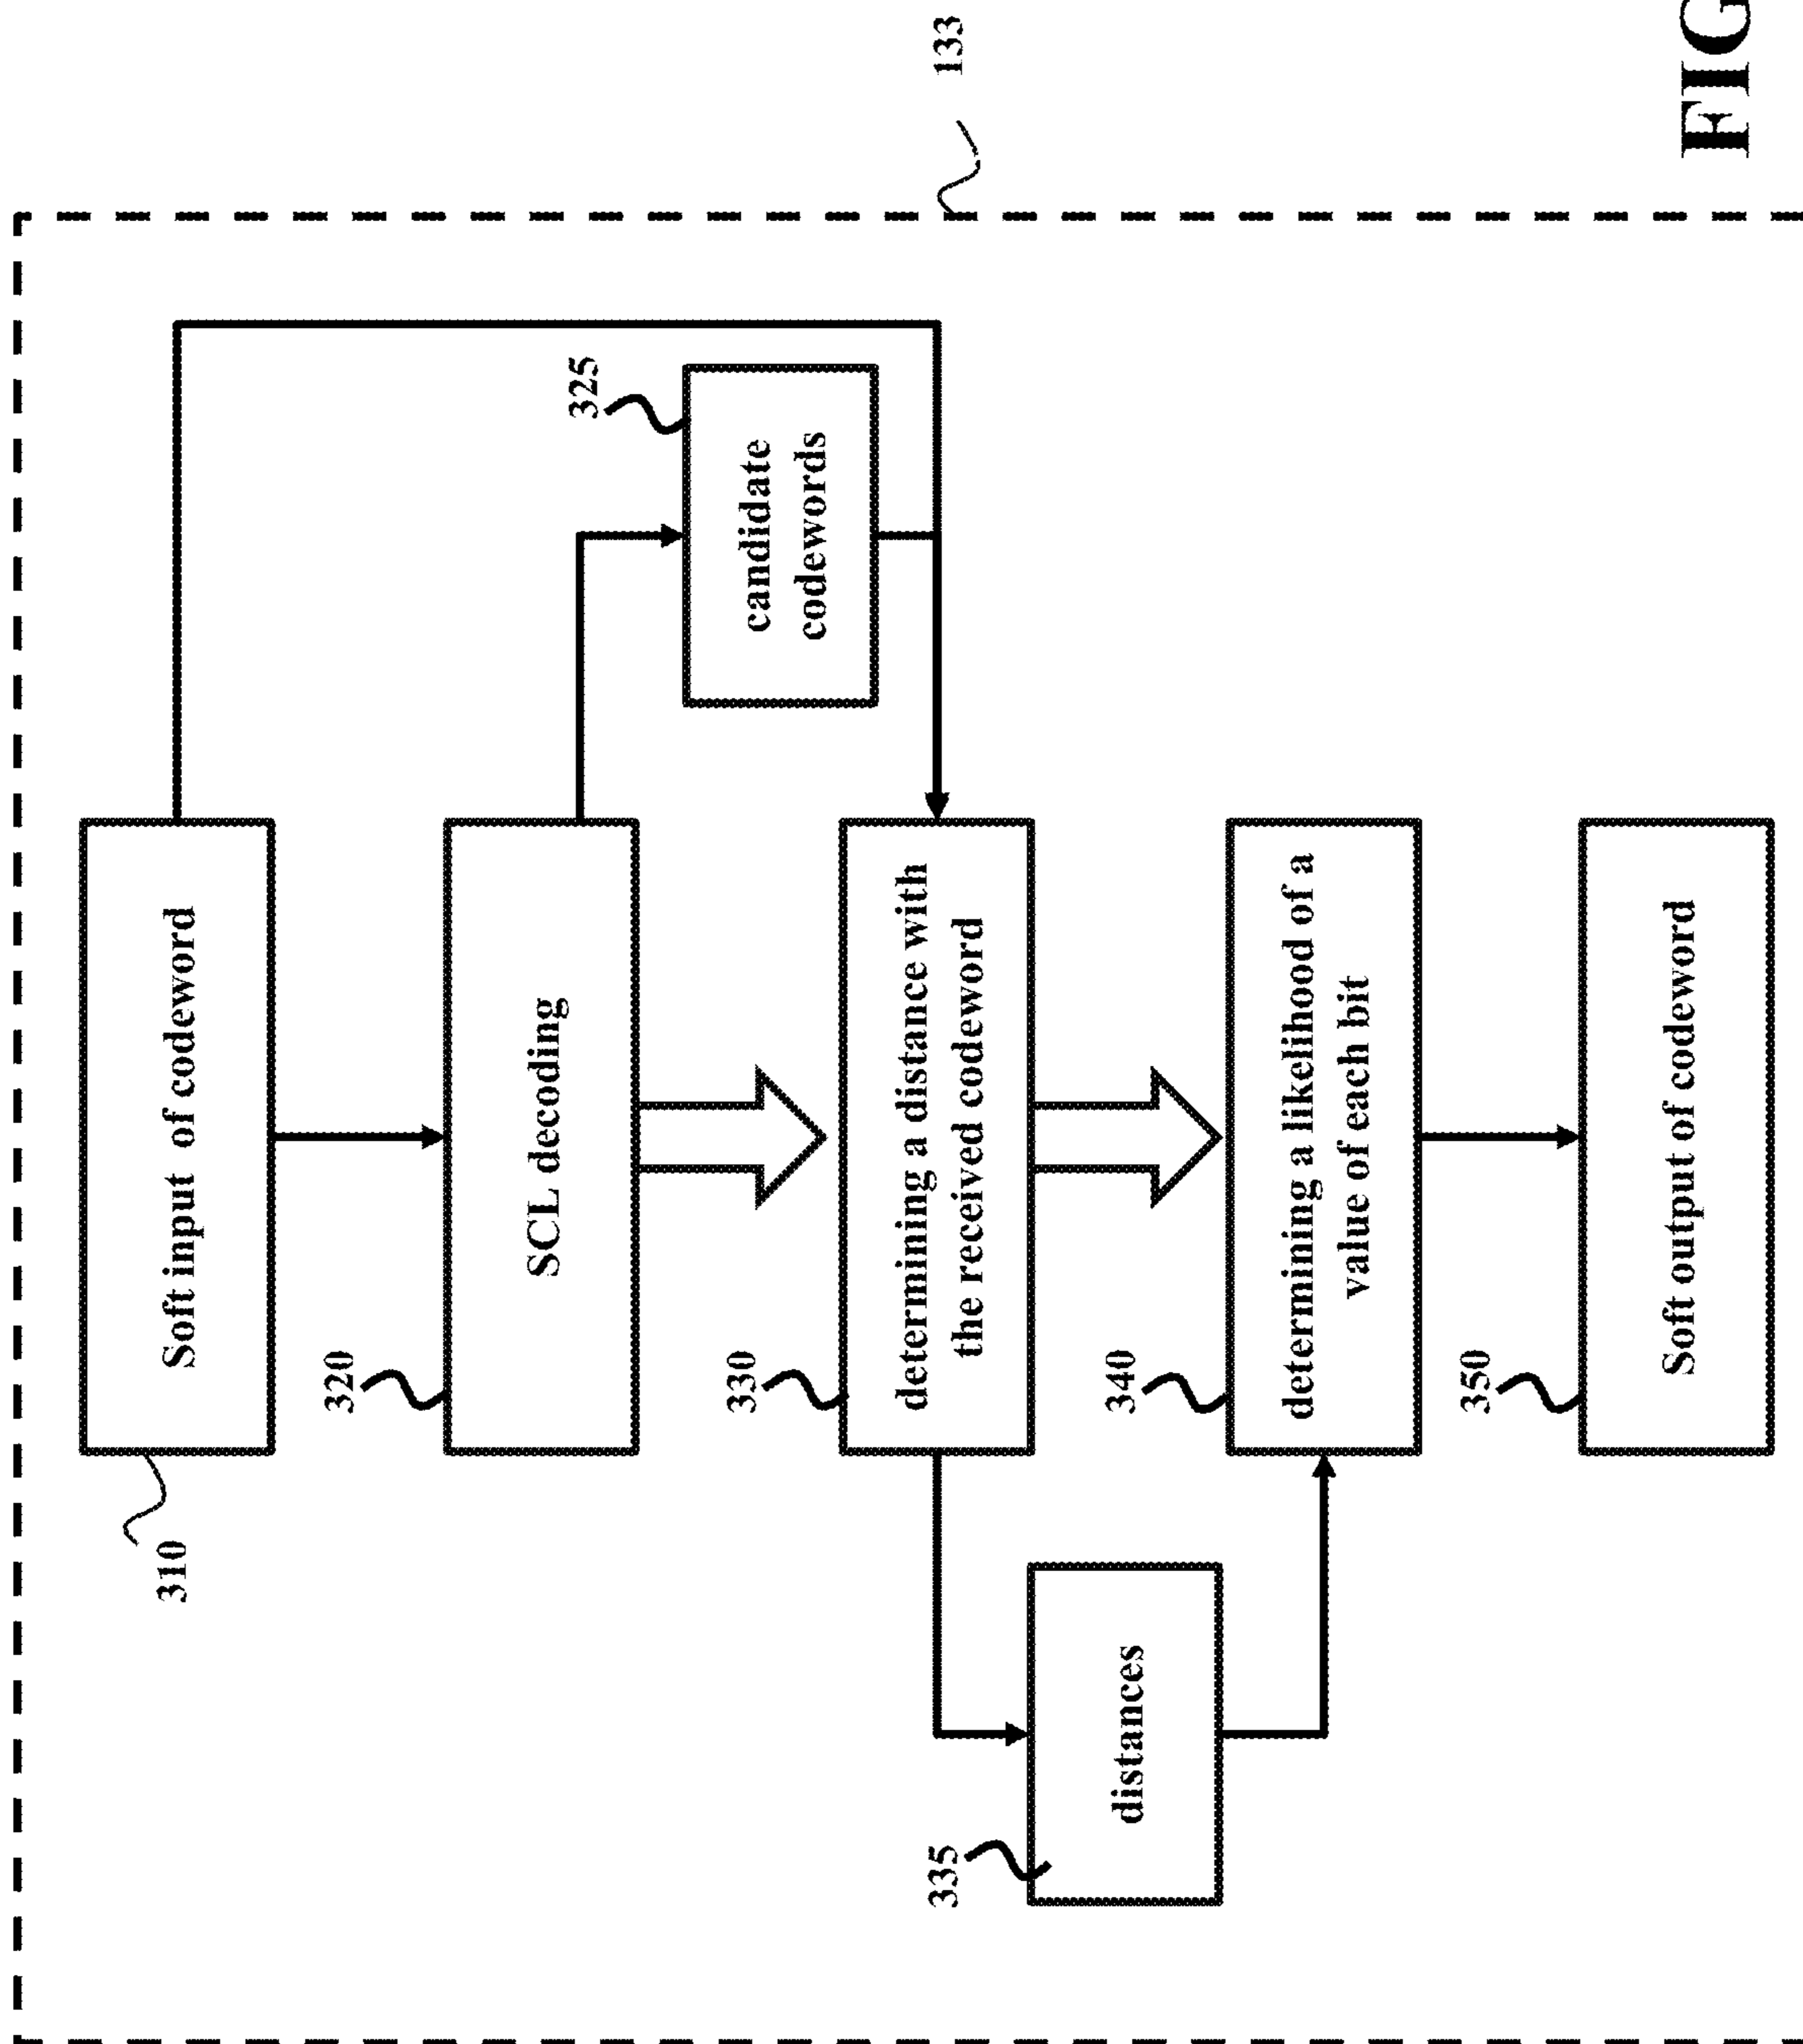 310
Soft input of codeword
320
SCL decoding
325
candidate
codewords
330
determining a distance with
the received codeword
335
distances
340
determining a likelihood of a
value of each bit
350
Soft output of codeword
133
FIG